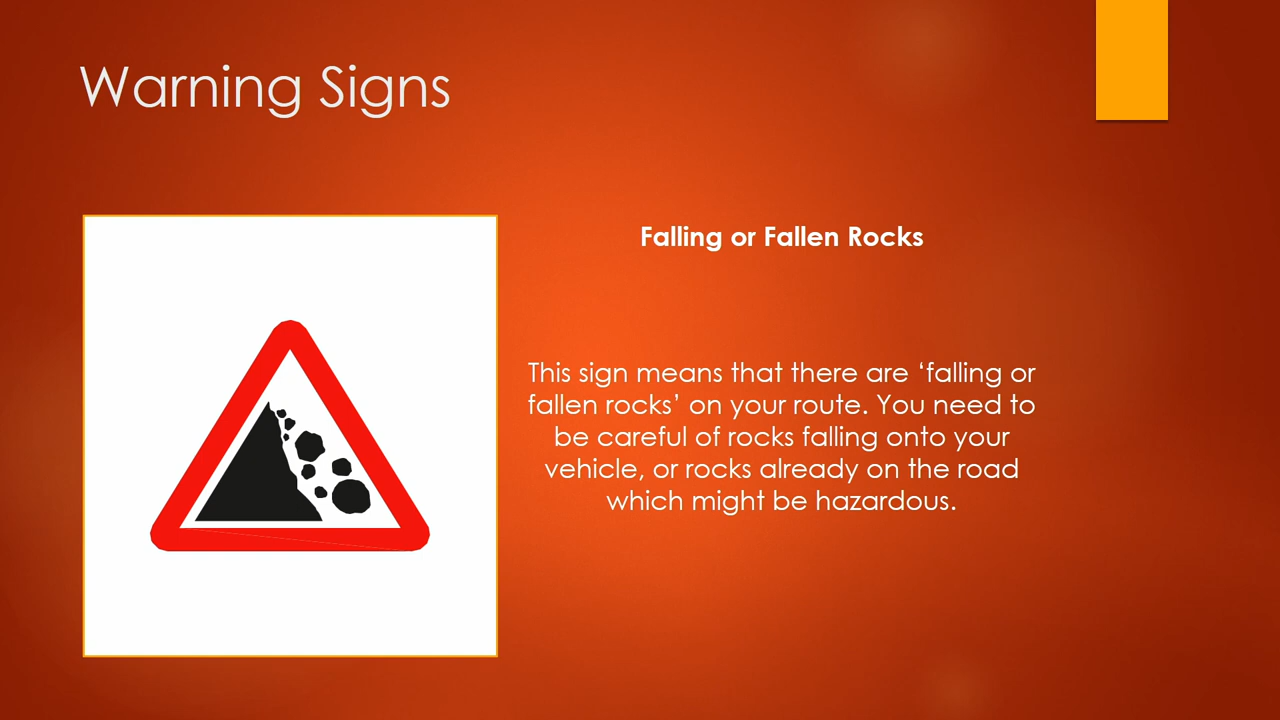 Warning Signs
Falling or Fallen Rocks
This sign means that there are ‘falling or
fallen rocks’ on your route. You need to
be careful of rocks falling onto your
vehicle, or rocks already on the road
which might be hazardous.